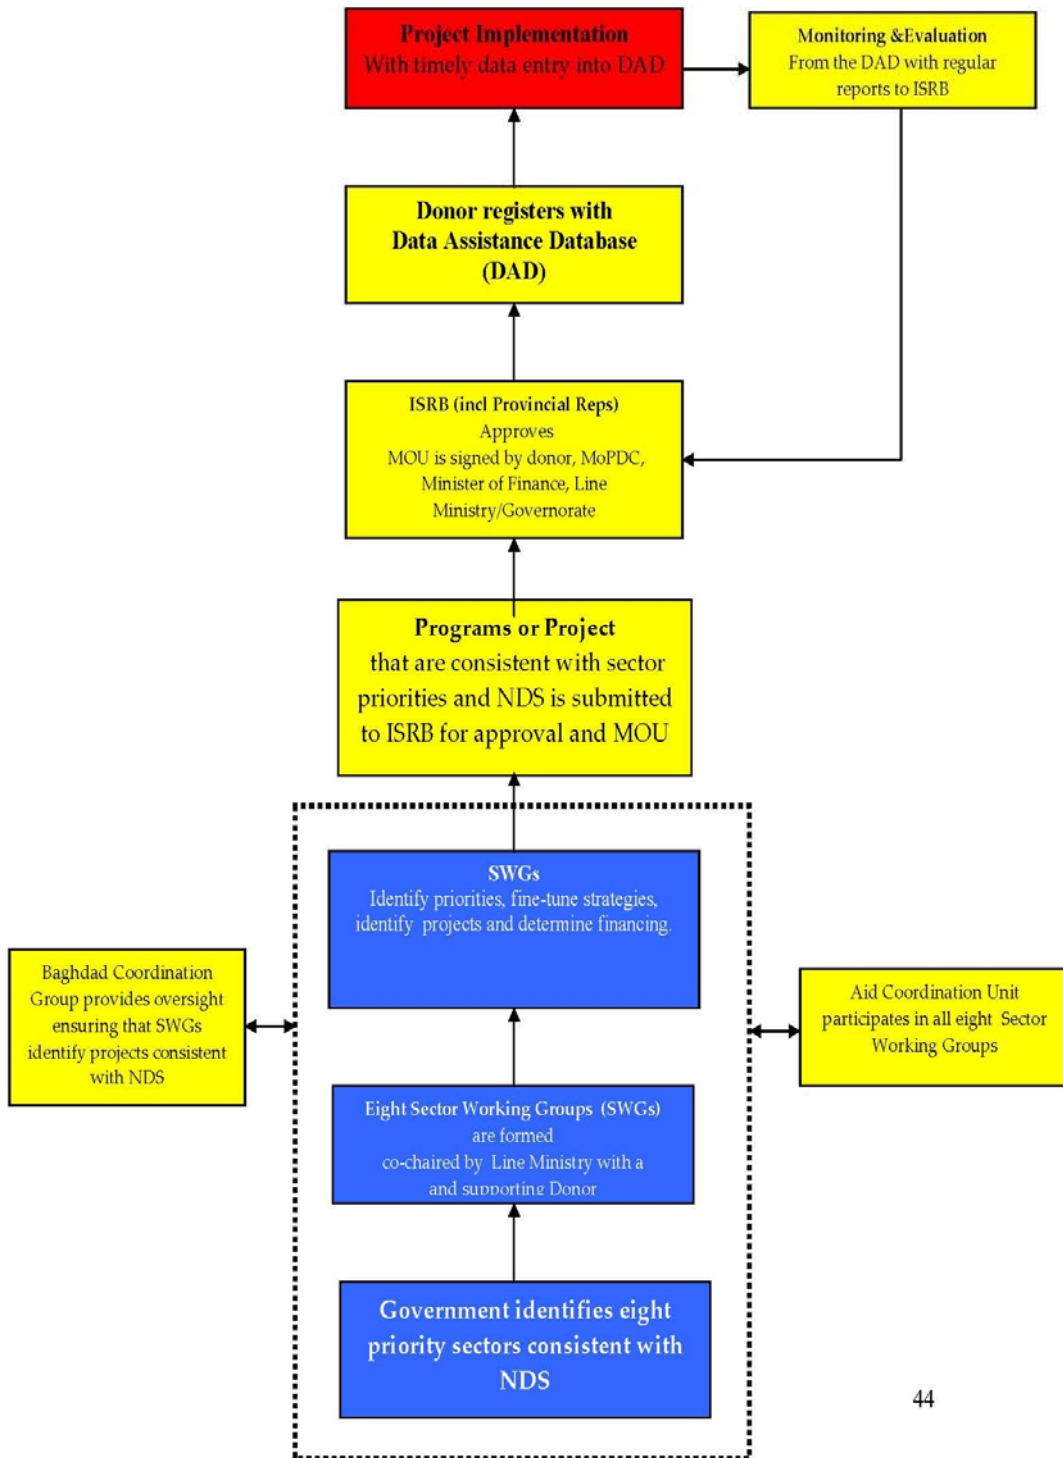 Project Implementation
With timely data entry into DAD
Monitoring &Evaluation
From the DAD with regular
reports to ISRB
Donor registers with
Data Assistance Database
(DAD)
ISRB (incl Provincial Reps)
Approves
MOU is signed by donor, MoPDC,
Minister of Finance, Line
Ministry/Governorate
Programs or Project
that are consistent with sector
priorities and NDS is submitted
to ISRB for approval and MOU
SWGs
Identify priorities, fine-tune strategies,
identify projects and determine financing.
Baghdad Coordination
Group provides oversight
ensuring that SWGs
identify projects consistent
with NDS
Aid Coordination Unit
participates in all eight Sector
Working Groups
Eight Sector Working Groups (SWGs)
are formed
co-chaired by Line Ministry with a
and supporting Donor
Government identifies eight
priority sectors consistent with
NDS
44